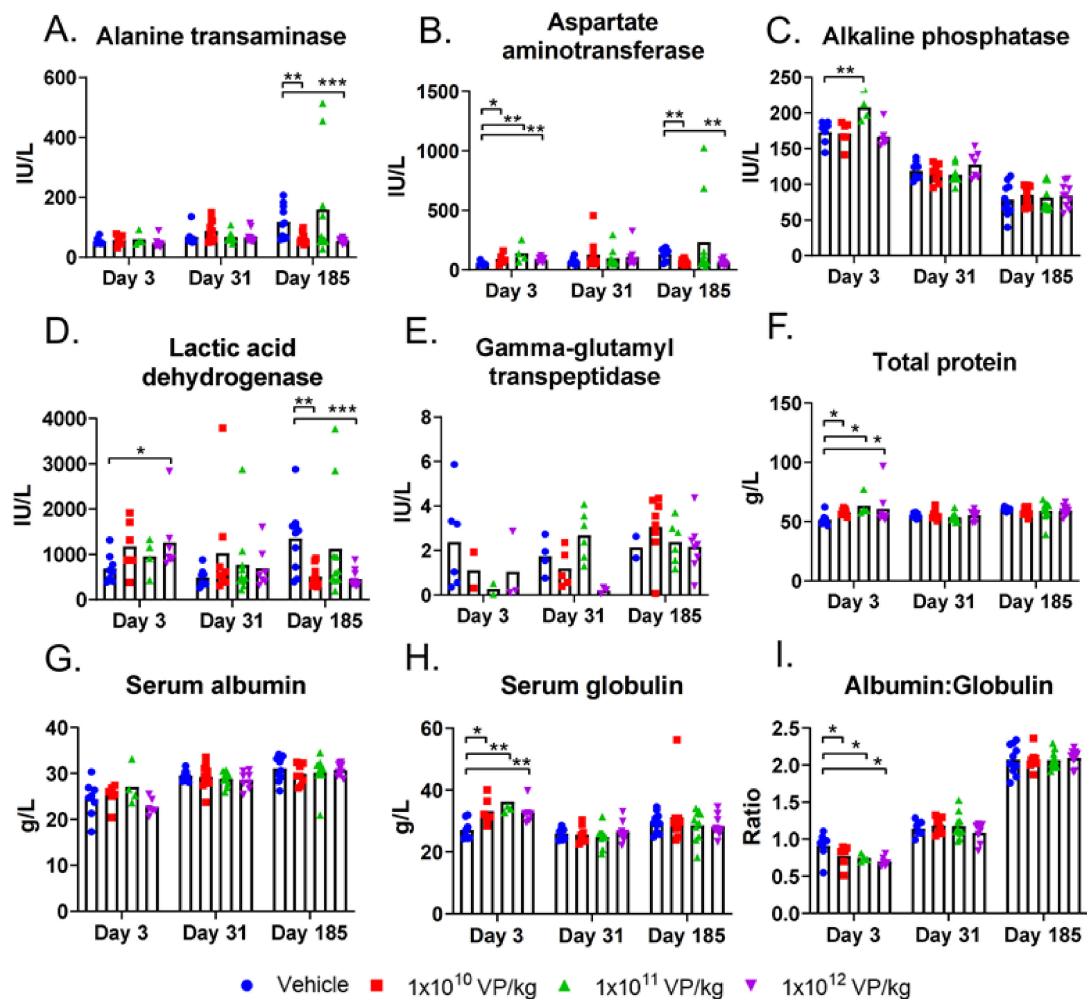 A. Alanine transaminase
IU/L
600
400
200
0
** ***
Day 3 Day 31 Day 185
B. Aspartate
aminotransferase
IU/L
1500
1000
500
0
*
**
**
** **
Day 3 Day 31 Day 185
C. Alkaline phosphatase
IU/L
250
200
150
100
50
0
**
Day 3 Day 31 Day 185
D. Lactic acid
dehydrogenase
IU/L
4000
3000
2000
1000
0
*
** ***
Day 3 Day 31 Day 185
E. Gamma-glutamyl
transpeptidase
IU/L
8
6
4
2
0
Day 3 Day 31 Day 185
F. Total protein
g/L
150
100
50
0
*
*
*
Day 3 Day 31 Day 185
G. Serum albumin
g/L
40
30
20
10
0
Day 3 Day 31 Day 185
H. Serum globulin
g/L
60
40
20
0
*
**
**
Day 3 Day 31 Day 185
I. Albumin:Globulin
Ratio
2.5
2.0
1.5
1.0
0.5
0.0
*
*
*
Day 3 Day 31 Day 185
Vehicle 1x10¹⁰ VP/kg 1x10¹¹ VP/kg 1x10¹² VP/kg